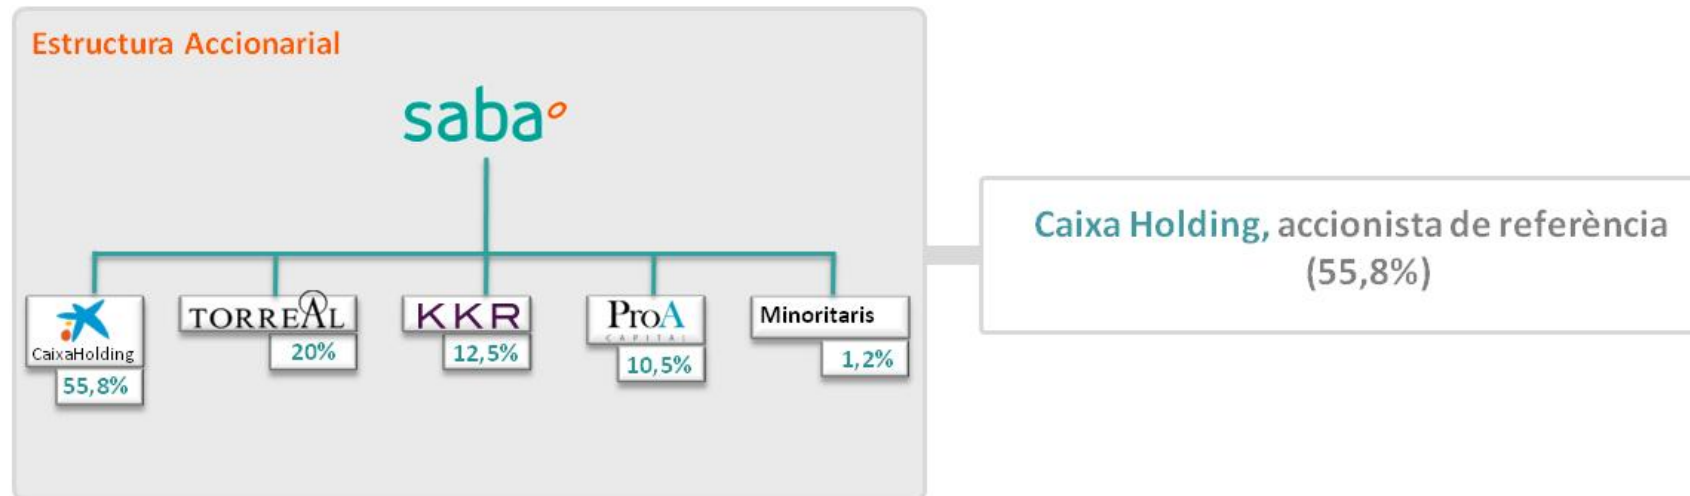 Estructura Accionarial
saba
CaixaHolding
55,8%
TORREAL
20%
KKR
12,5%
ProA
CAPITAL
10,5%
Minoritaris
1,2%
Caixa Holding, accionista de referència
(55,8%)